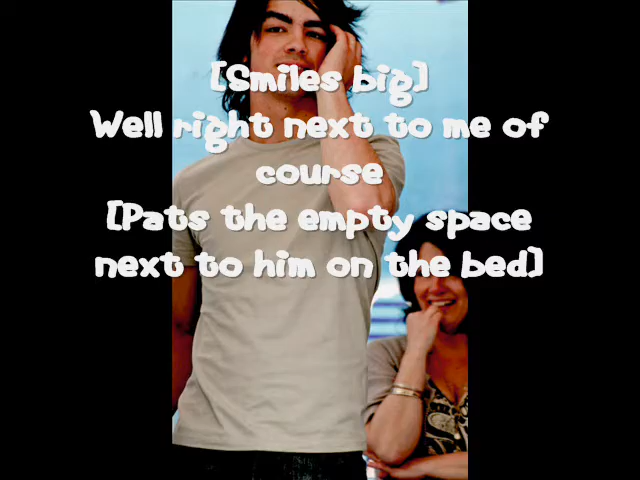 [Smiles big]
Well right next to me of
course
[Pats the empty space
next to him on the bed]